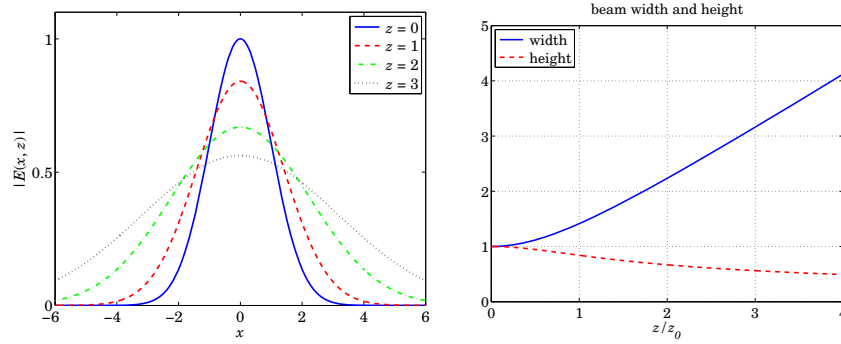 z = 0
z = 1
z = 2
z = 3
1
0.5
0
|E(x, z)|
−6
−4
−2
0
2
4
6
x
beam width and height
width
height
5
4
3
2
1
0
0
1
2
3
4
z/z0